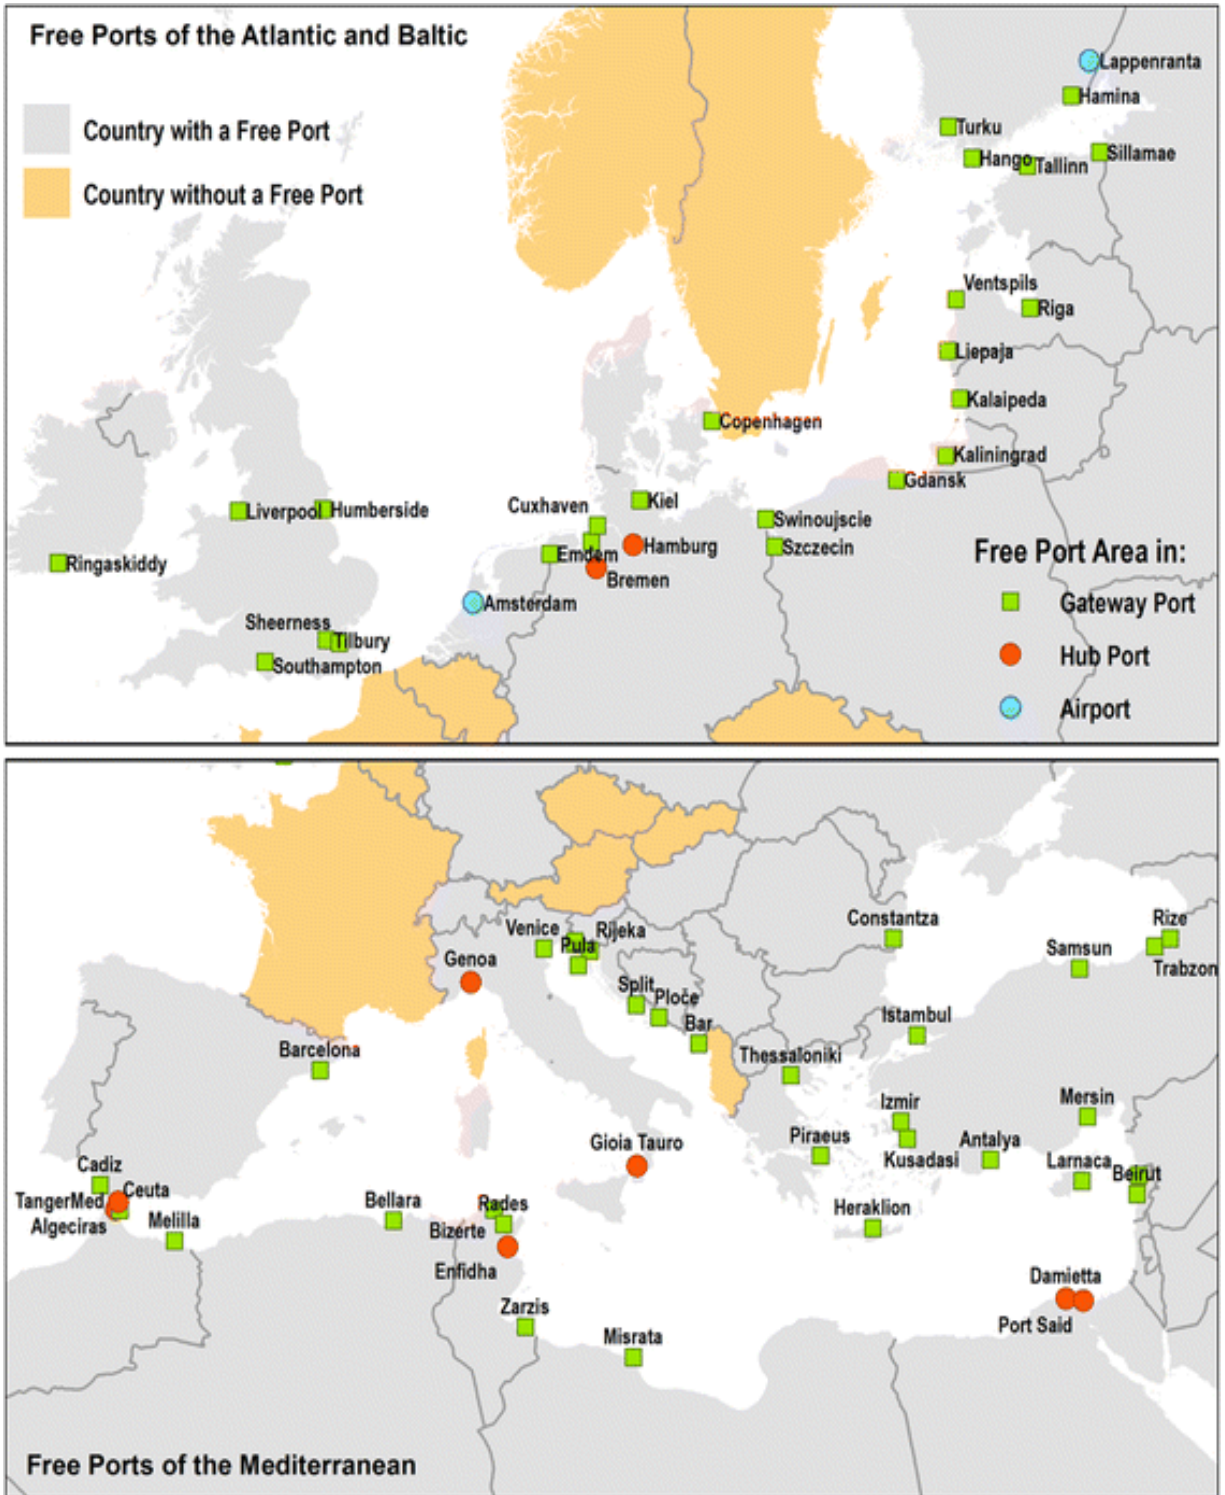 Free Ports of the Atlantic and Baltic
Country with a Free Port
Country without a Free Port
Lappenranta
Hamina
Turku
Hango
Tallinn
Sillamae
Ventspils
Riga
Liepaja
Kalaipeda
Copenhagen
Kaliningrad
Gdansk
Kiel
Cuxhaven
Liverpool
Humberside
Swinoujscie
Hamburg
Szczecin
Emdem
Ringaskiddy
Bremen
Amsterdam
Sheerness
Tilbury
Southampton
Free Port Area in:
Gateway Port
Hub Port
Airport
Constantza
Rize
Venice
Rijeka
Pula
Samsun
Genoa
Trabzon
Split
Ploče
Istambul
Bar
Barcelona
Thessaloniki
Mersin
Izmir
Piraeus
Gioia Tauro
Antalya
Kusadasi
Cadiz
Larnaca
Beirut
Ceuta
TangerMed
Bellara
Rades
Heraklion
Algeciras
Melilla
Bizerte
Enfidha
Damietta
Zarzis
Port Said
Misrata
Free Ports of the Mediterranean